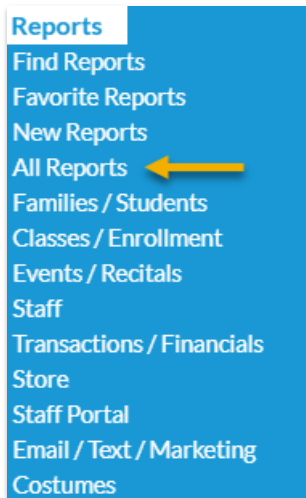 Reports
Find Reports
Favorite Reports
New Reports
All Reports
Families / Students
Classes / Enrollment
Events / Recitals
Staff
Transactions / Financials
Store
Staff Portal
Email / Text / Marketing
Costumes